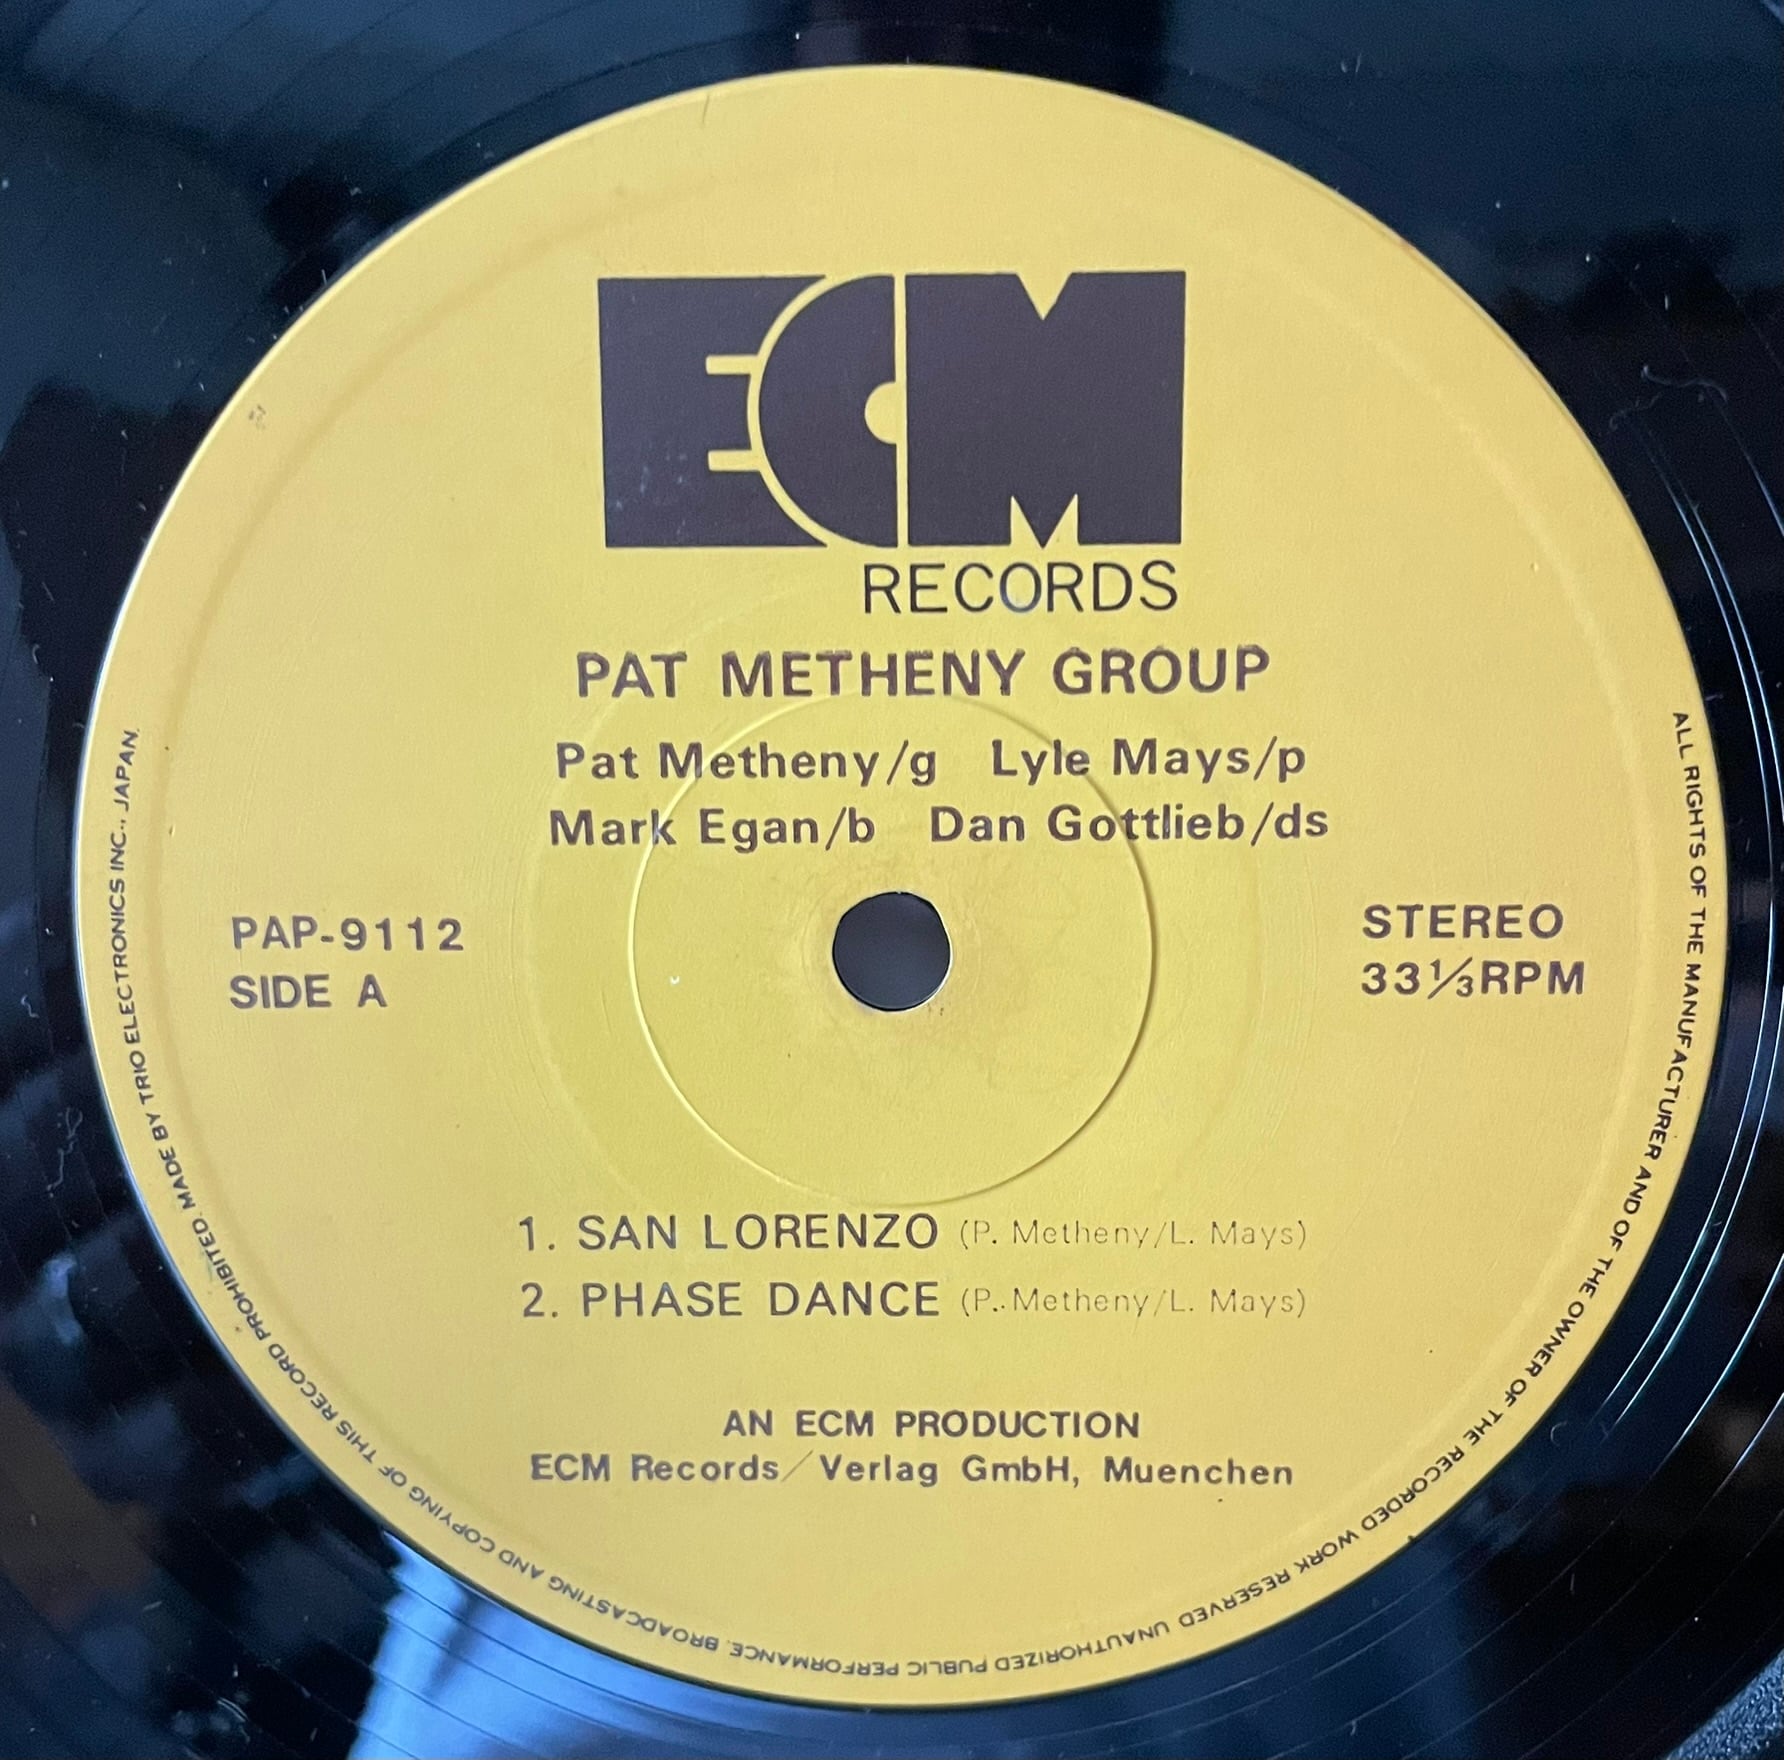 ECM
RECORDS
PAT METHENY GROUP
Pat Metheny/g Lyle Mays/p
Mark Egan/b Dan Gottlieb/ds
PAP-9112
SIDE A
STEREO
33⅓RPM
1. SAN LORENZO (P. Metheny/L. Mays)
2. PHASE DANCE (P. Metheny/L. Mays)
AN ECM PRODUCTION
ECM Records/Verlag GmbH, Muenchen
ALL RIGHTS OF THE MANUFACTURER AND OF THE OWNER OF THE RECORDED WORK RESERVED UNAUTHORIZED PUBLIC PERFORMANCE. BROADCASTING AND COPYING OF THIS RECORD PROHIBITED. MADE BY TRIO ELECTRONICS INC., JAPAN